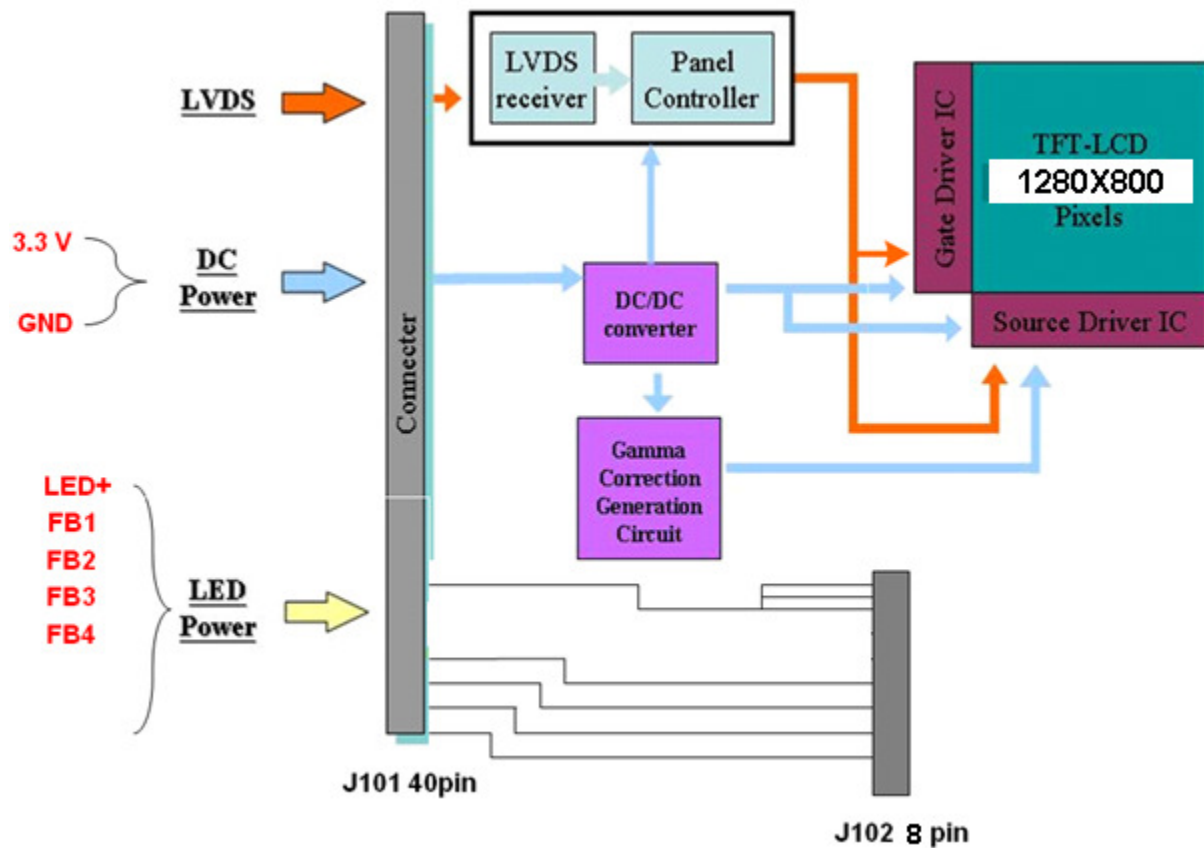 LVDS
3.3 V
GND
DC
Power
LED+
FB1
FB2
FB3
FB4
LED
Power
Connecter
J101 40pin
LVDS
receiver
Panel
Controller
DC/DC
converter
Gamma
Correction
Generation
Circuit
Gate Driver IC
TFT-LCD
1280X800
Pixels
Source Driver IC
J102 8 pin